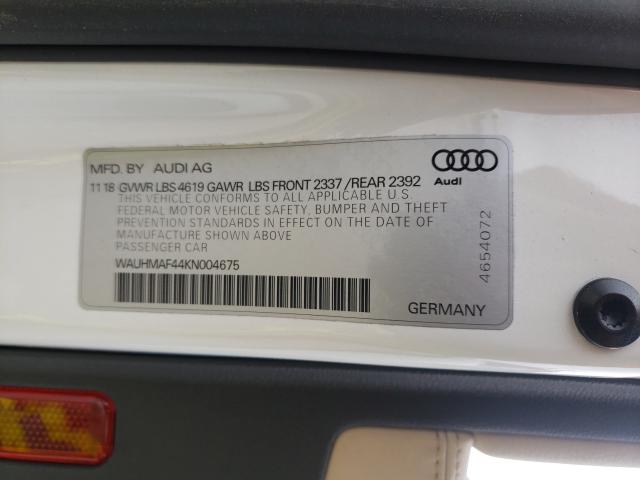 MFD. BY AUDI AG
11 18 GVWR LBS 4619 GAWR LBS FRONT 2337 /REAR 2392
THIS VEHICLE CONFORMS TO ALL APPLICABLE U.S.
FEDERAL MOTOR VEHICLE SAFETY, BUMPER AND THEFT
PREVENTION STANDARDS IN EFFECT ON THE DATE OF
MANUFACTURE SHOWN ABOVE
PASSENGER CAR
WAUHMAF44KN004675
GERMANY
Audi
4654072